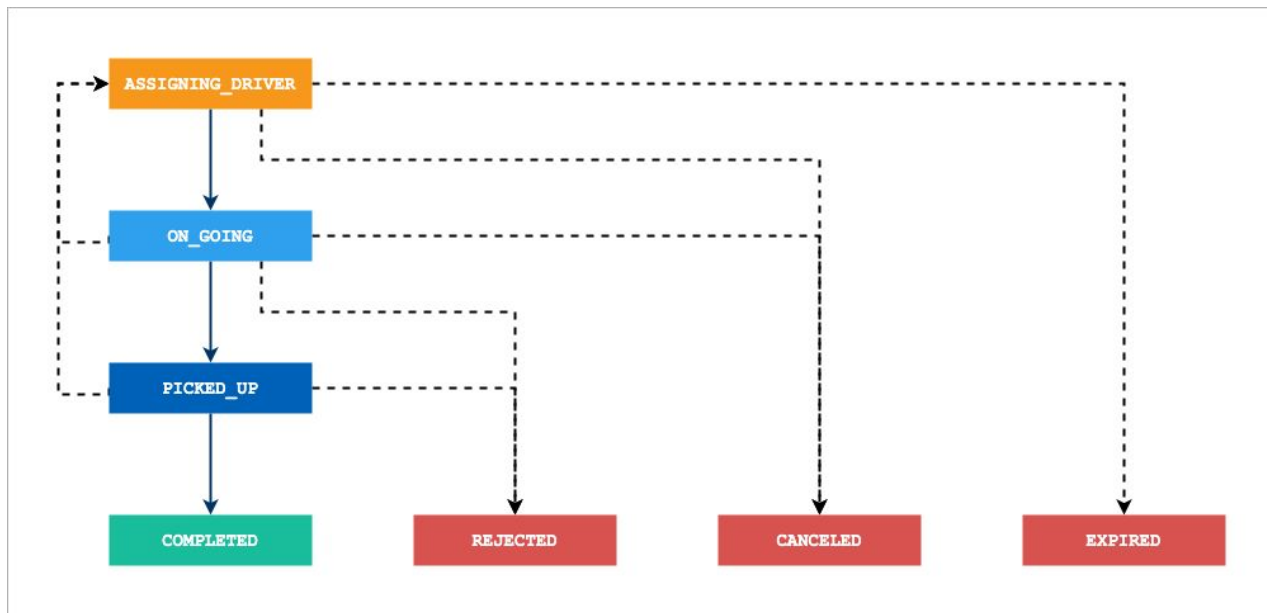 ASSIGNING_DRIVER
ON_GOING
PICKED_UP
COMPLETED
REJECTED
CANCELED
EXPIRED